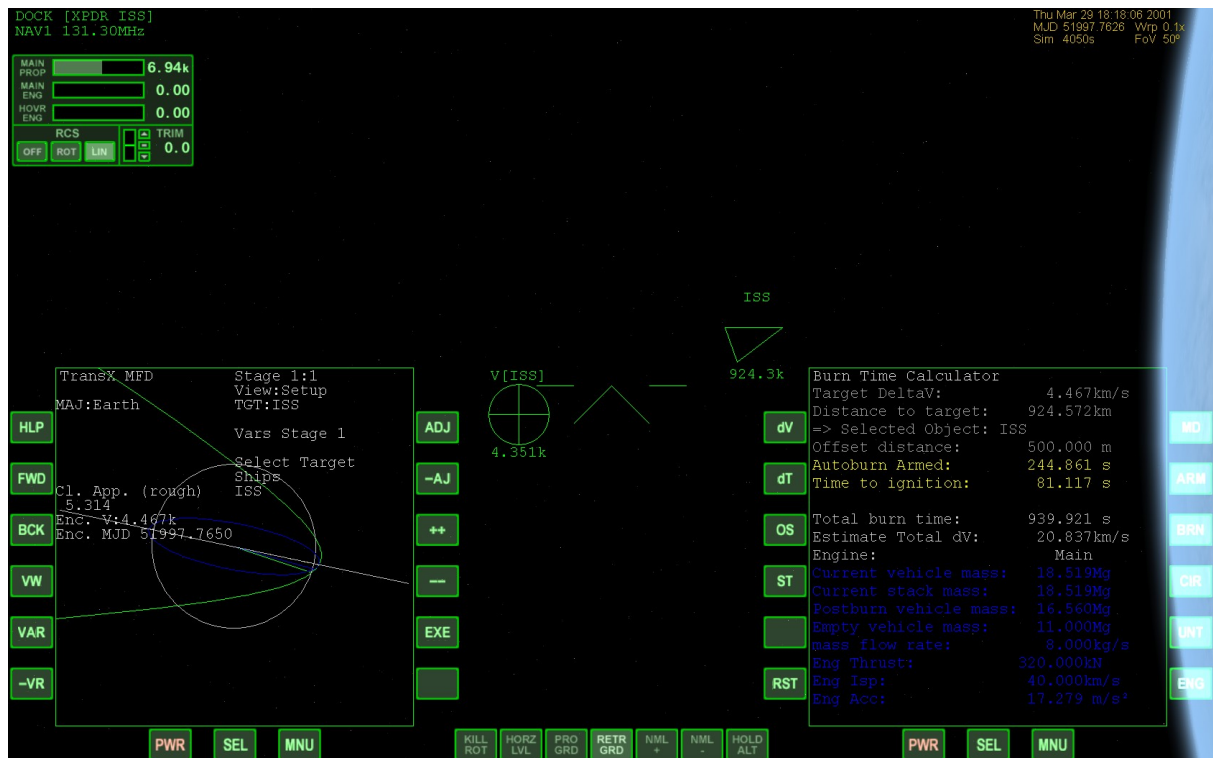 DOCK [XPDR ISS]
NAV1 131.30MHz
Thu Mar 29 18:18:06 2001
MJD 51997.7626 Wrp 0.1x
Sim 4050s FoV 50°
MAIN PROP 6.94k
MAIN ENG 0.00
HOVR ENG 0.00
RCS TRIM
OFF ROT LIN 0.0
ISS
924.3k
V[ISS]
4.351k
TransX MFD Stage 1:1
View:Setup
MAJ:Earth TGT:ISS
Vars Stage 1
Select Target
Ships
Cl. App. (rough) ISS
5.314
Enc. V:4.467k
Enc. MJD 51997.7650
HLP
FWD
BCK
VW
VAR
-VR
ADJ
-AJ
++
--
EXE
PWR SEL MNU
KILL ROT
HORZ LVL
PRO GRD
RETR GRD
NML +
NML -
HOLD ALT
dV
dT
OS
ST
RST
Burn Time Calculator
Target DeltaV: 4.467km/s
Distance to target: 924.572km
=> Selected Object: ISS
Offset distance: 500.000 m
Autoburn Armed: 244.861 s
Time to ignition: 81.117 s
Total burn time: 939.921 s
Estimate Total dV: 20.837km/s
Engine: Main
Current vehicle mass: 18.519Mg
Current stack mass: 18.519Mg
Postburn vehicle mass: 16.560Mg
Empty vehicle mass: 11.000Mg
mass flow rate: 8.000kg/s
Eng Thrust: 320.000kN
Eng Isp: 40.000km/s
Eng Acc: 17.279 m/s²
MD
ARM
BRN
CIR
UNT
ENG
PWR SEL MNU